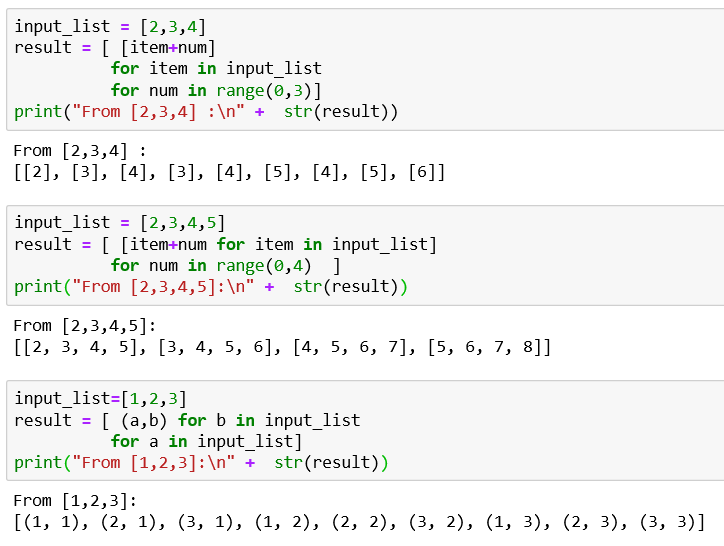 input_list = [2,3,4]
result = [ [item+num]
          for item in input_list
          for num in range(0,3)]
print("From [2,3,4] :\n" +  str(result))
From [2,3,4] :
[[2], [3], [4], [3], [4], [5], [4], [5], [6]]
input_list = [2,3,4,5]
result = [ [item+num for item in input_list]
          for num in range(0,4)  ]
print("From [2,3,4,5]:\n" +  str(result))
From [2,3,4,5]:
[[2, 3, 4, 5], [3, 4, 5, 6], [4, 5, 6, 7], [5, 6, 7, 8]]
input_list=[1,2,3]
result = [ (a,b) for b in input_list
          for a in input_list]
print("From [1,2,3]:\n" +  str(result))
From [1,2,3]:
[(1, 1), (2, 1), (3, 1), (1, 2), (2, 2), (3, 2), (1, 3), (2, 3), (3, 3)]